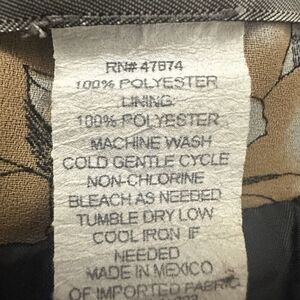 RN# 47874
100% POLYESTER
LINING:
100% POLYESTER
MACHINE WASH
COLD GENTLE CYCLE
NON-CHLORINE
BLEACH AS NEEDED
TUMBLE DRY LOW
COOL IRON IF
NEEDED
MADE IN MEXICO
OF IMPORTED FABRIC